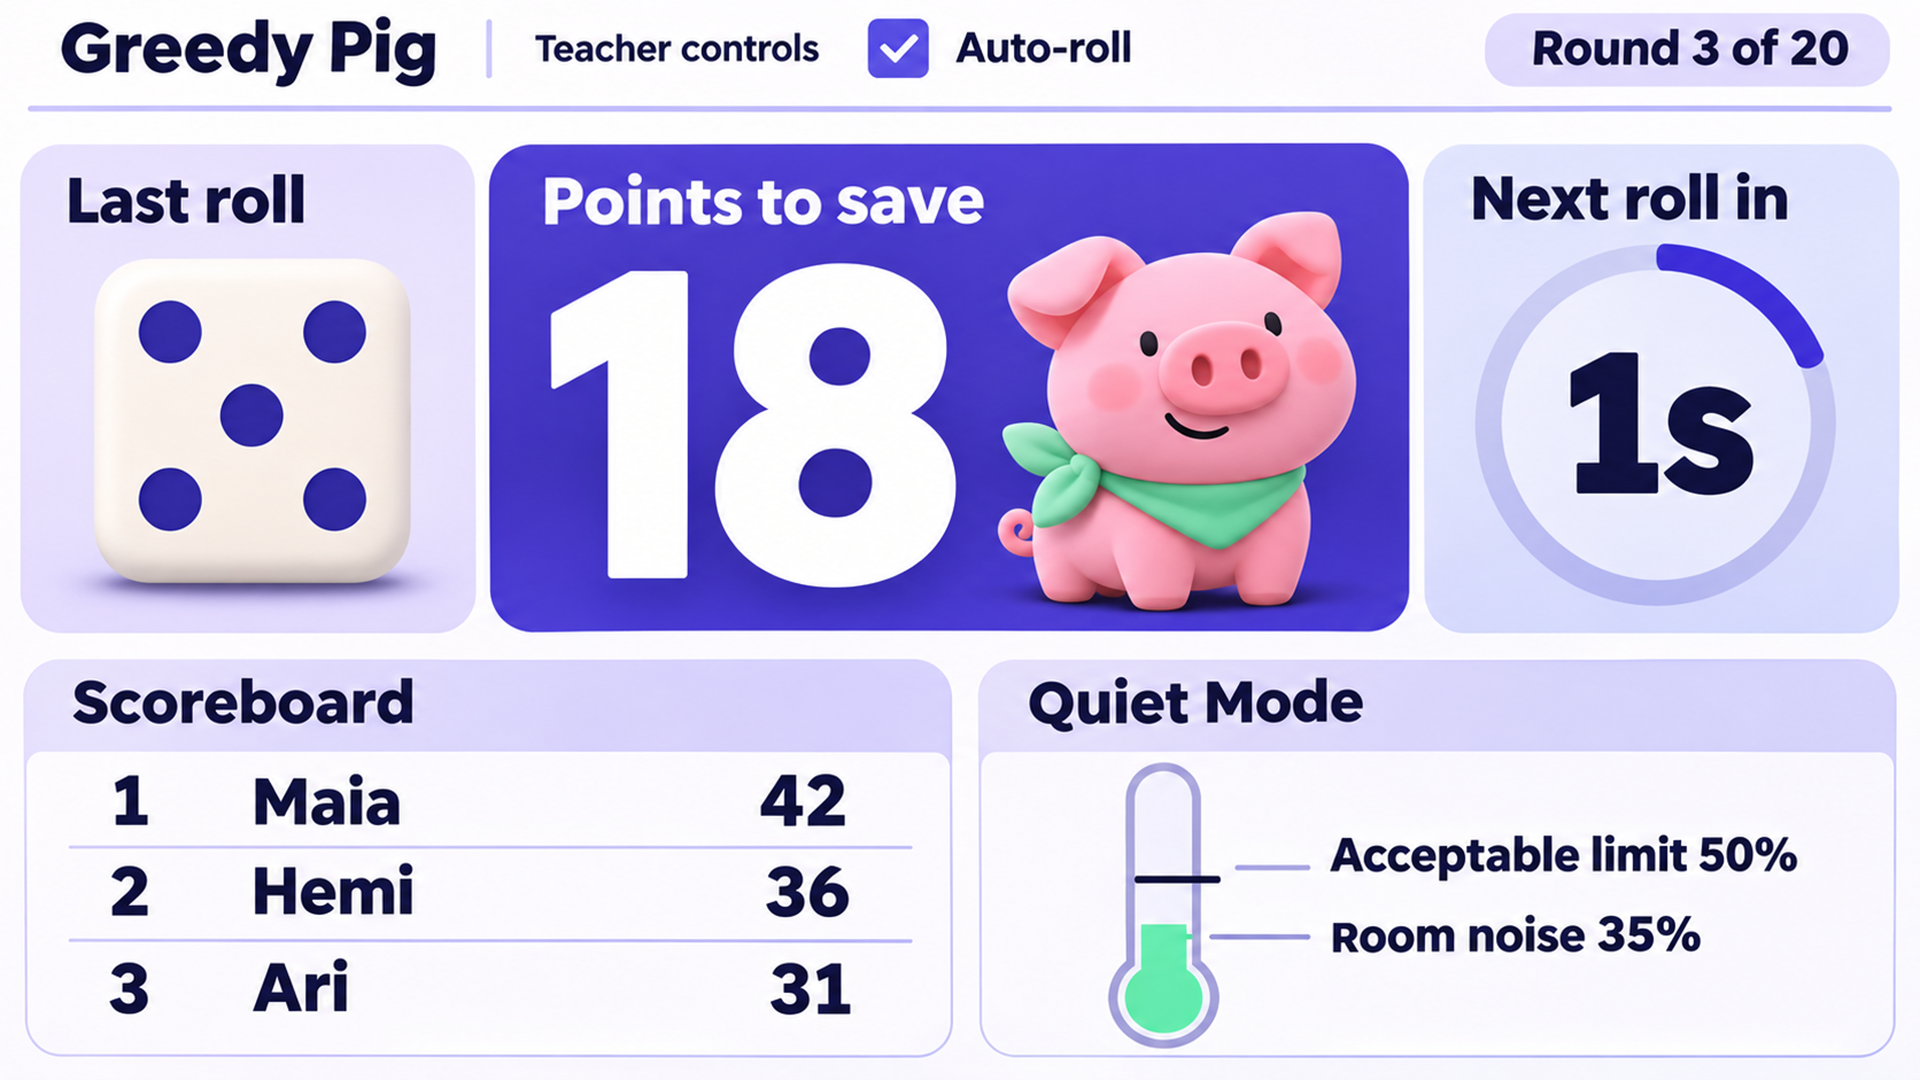 Greedy Pig
Teacher controls
Auto-roll
Round 3 of 20
Last roll
Points to save
18
Next roll in
1s
Scoreboard
1 Maia 42
2 Hemi 36
3 Ari 31
Quiet Mode
Acceptable limit 50%
Room noise 35%